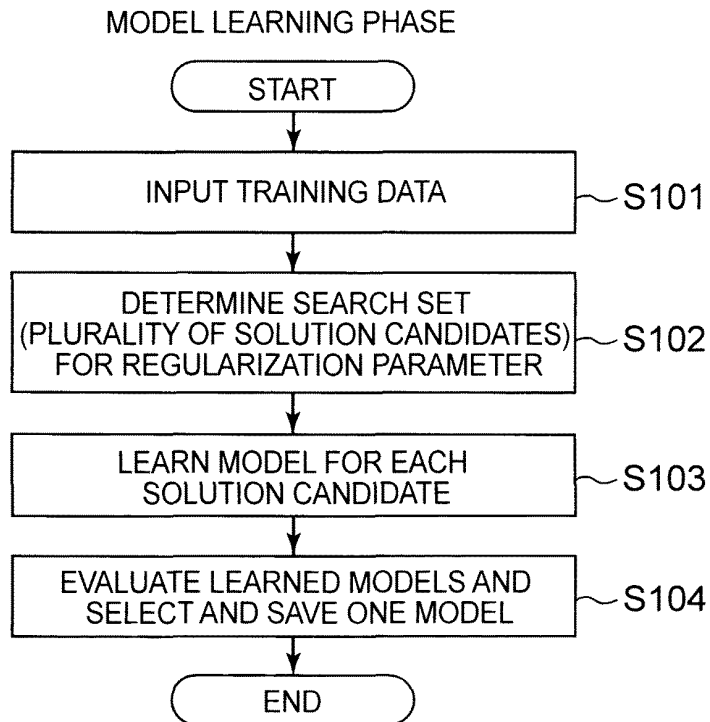 MODEL LEARNING PHASE
START
INPUT TRAINING DATA
S101
DETERMINE SEARCH SET
(PLURALITY OF SOLUTION CANDIDATES)
FOR REGULARIZATION PARAMETER
S102
LEARN MODEL FOR EACH
SOLUTION CANDIDATE
S103
EVALUATE LEARNED MODELS AND
SELECT AND SAVE ONE MODEL
S104
END